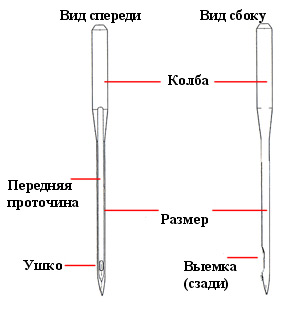 Вид спереди
Вид сбоку
Колба
Передняя
проточина
Размер
Ушко
Выемка
(сзади)